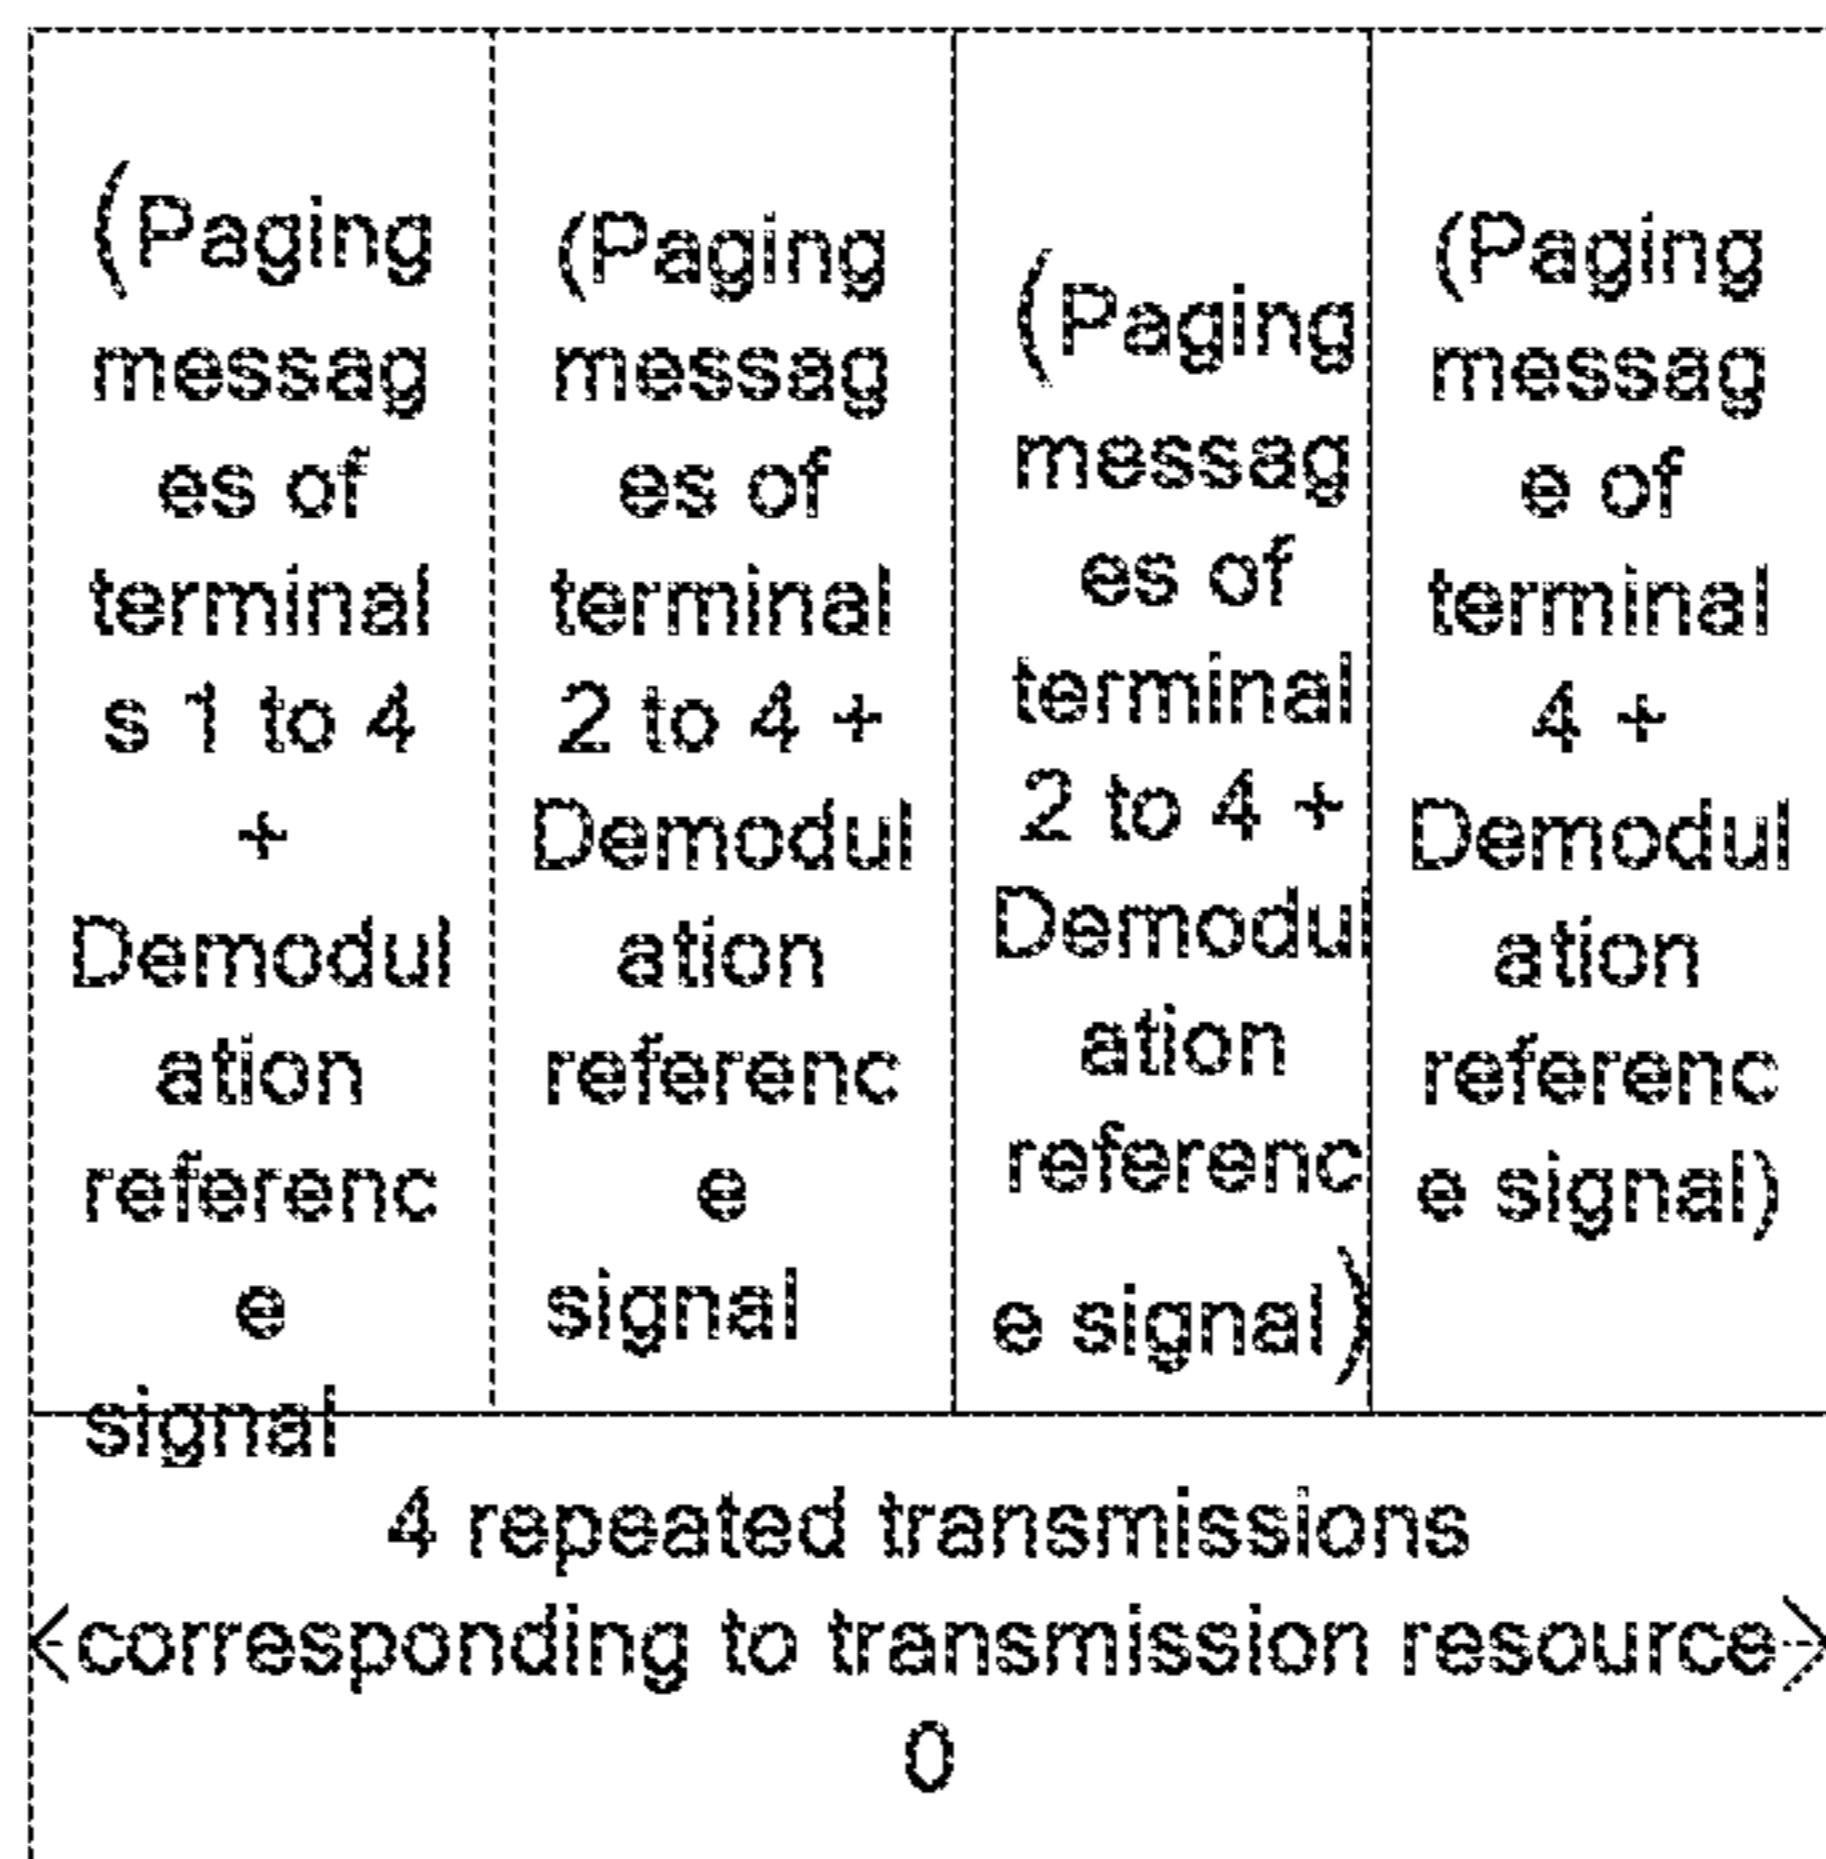 (Paging
messag
es of
terminal
s 1 to 4
+
Demodul
ation
referenc
e
signal
(Paging
messag
es of
terminal
2 to 4 +
Demodul
ation
referenc
e
signal
(Paging
messag
es of
terminal
2 to 4 +
Demodul
ation
referenc
e signal)
(Paging
messag
e of
terminal
4 +
Demodul
ation
referenc
e signal)
4 repeated transmissions
corresponding to transmission resource
0